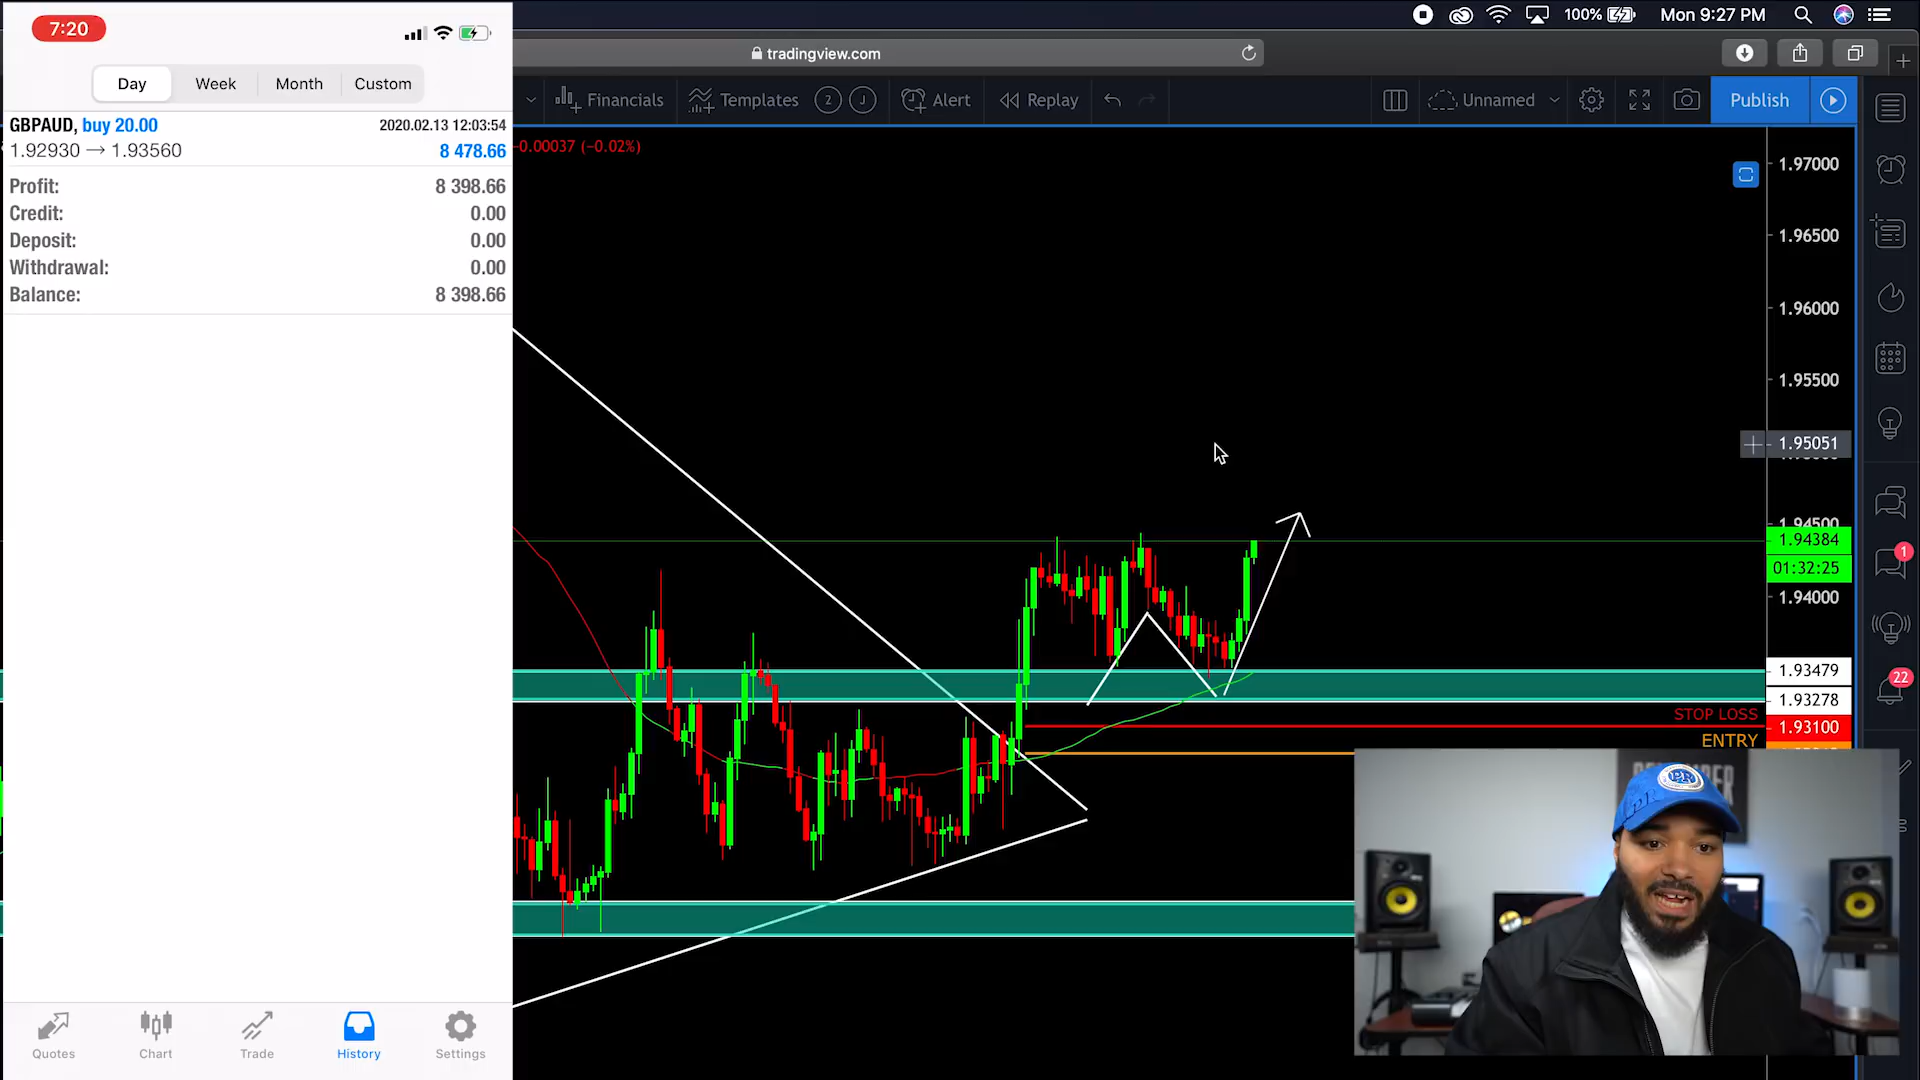 7:20
100%
Mon 9:27 PM
tradingview.com
Day
Week
Month
Custom
Financials
Templates
2
J
Alert
Replay
Unnamed
Publish
GBPAUD, buy 20.00
2020.02.13 12:03:54
1.92930 → 1.93560
8 478.66
-0.00037 (-0.02%)
Profit:
8 398.66
Credit:
0.00
Deposit:
0.00
Withdrawal:
0.00
Balance:
8 398.66
1.97000
1.96500
1.96000
1.95500
1.95051
1.94500
1.94384
01:32:25
1.94000
1.93479
1.93278
STOP LOSS
1.93100
ENTRY
1
22
PR
Quotes
Chart
Trade
History
Settings